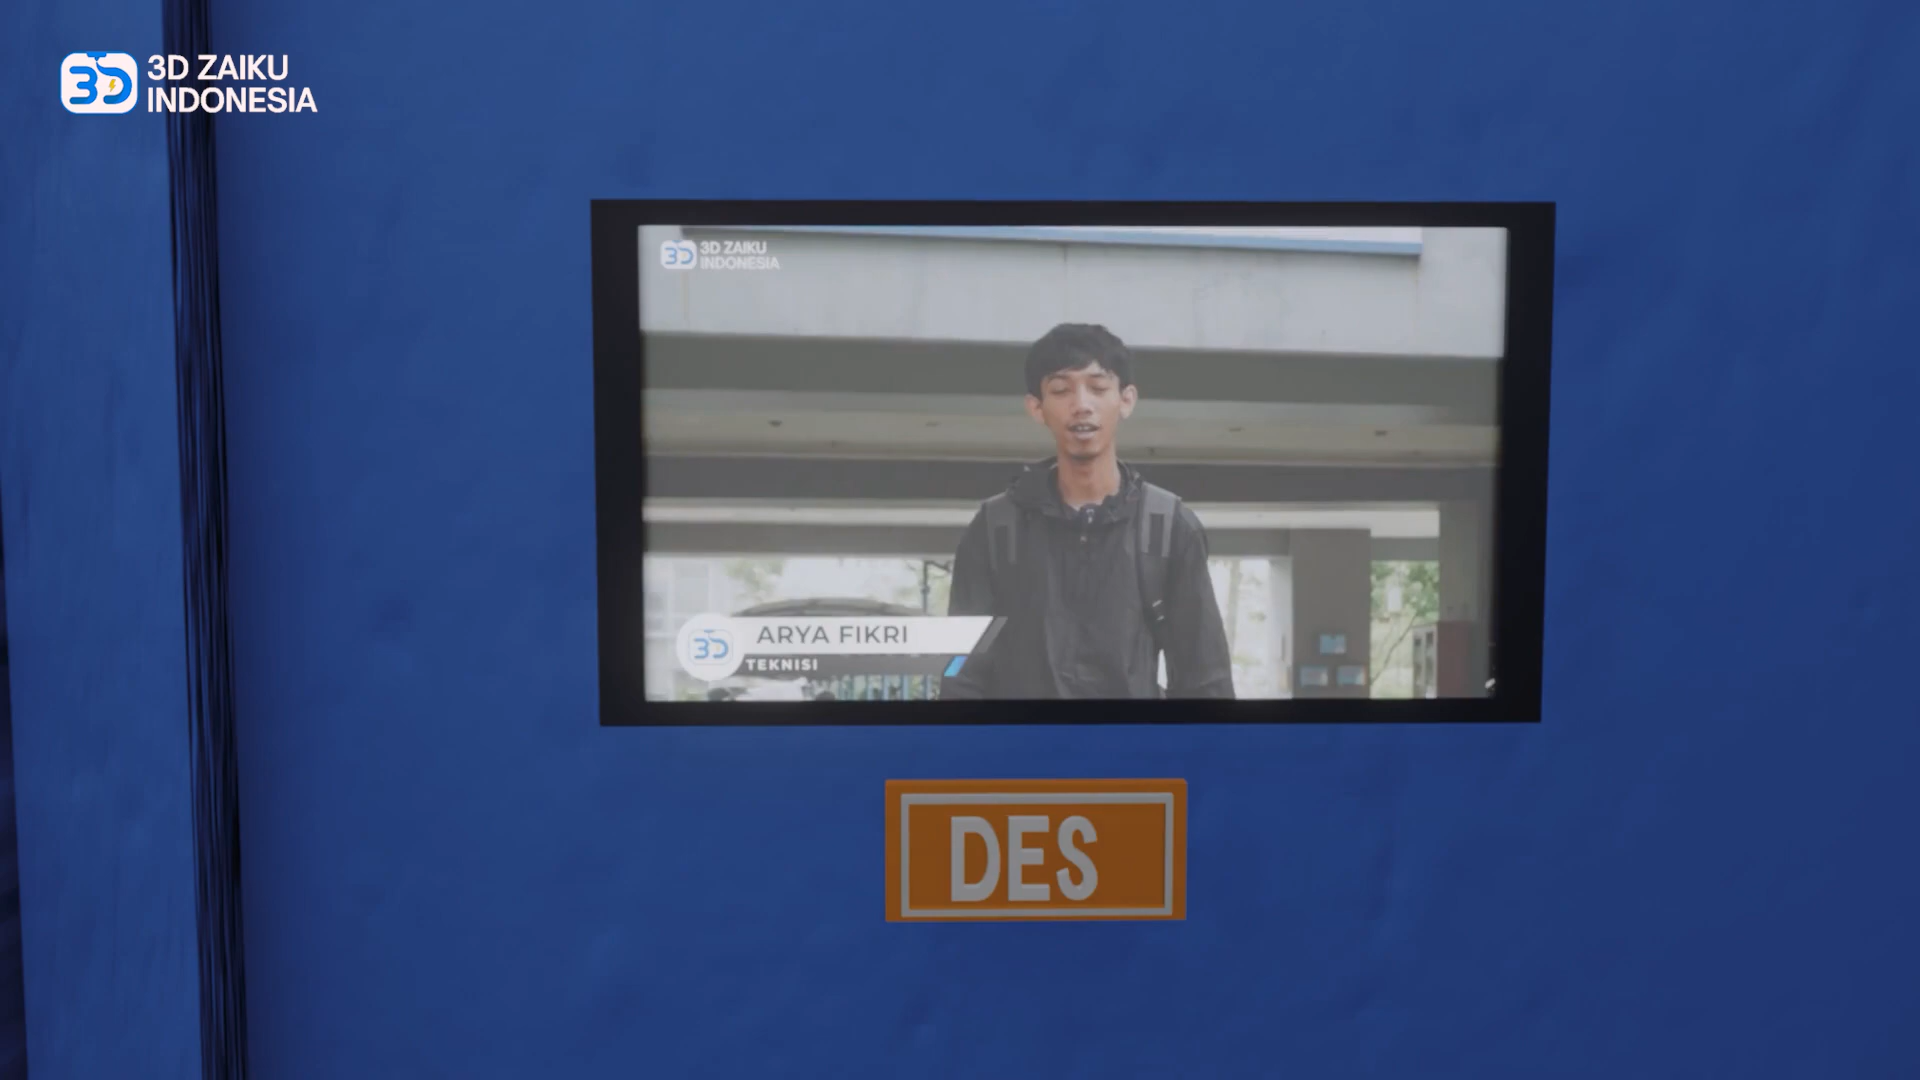 3D ZAIKU
INDONESIA
3D ZAIKU
INDONESIA
ARYA FIKRI
TEKNISI
DES